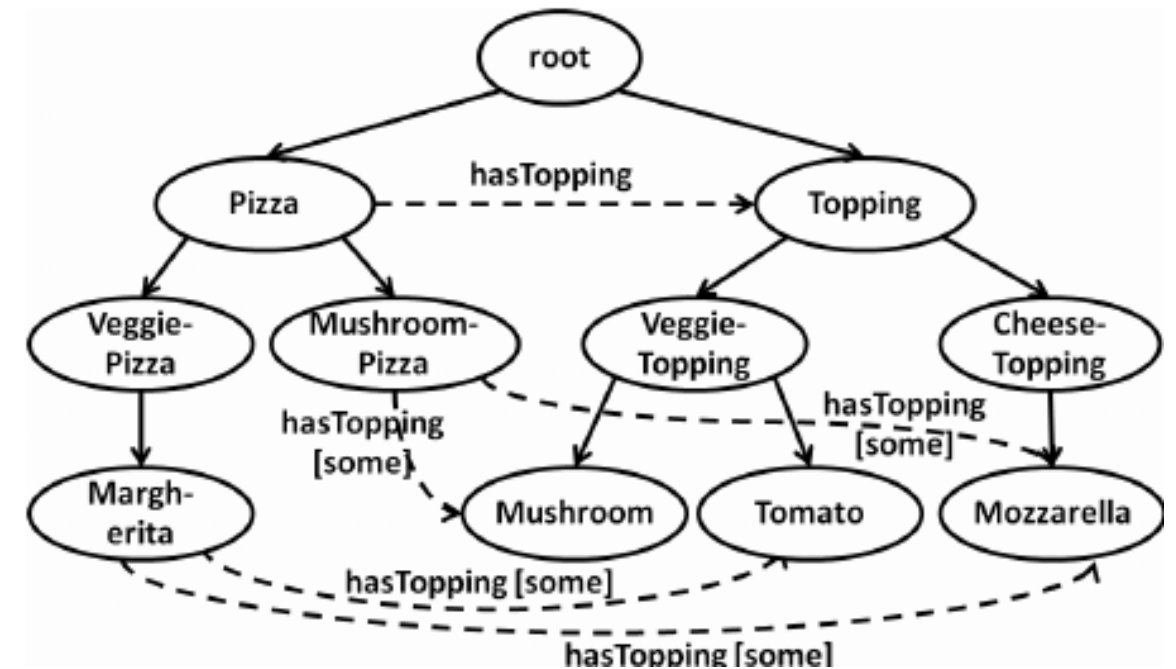 root
hasTopping
Pizza
Topping
Veggie-
Pizza
Mushroom-
Pizza
Veggie-
Topping
Cheese-
Topping
hasTopping
[some]
hasTopping
[some]
Margh-
erita
Mushroom
Tomato
Mozzarella
hasTopping [some]
hasTopping [some]